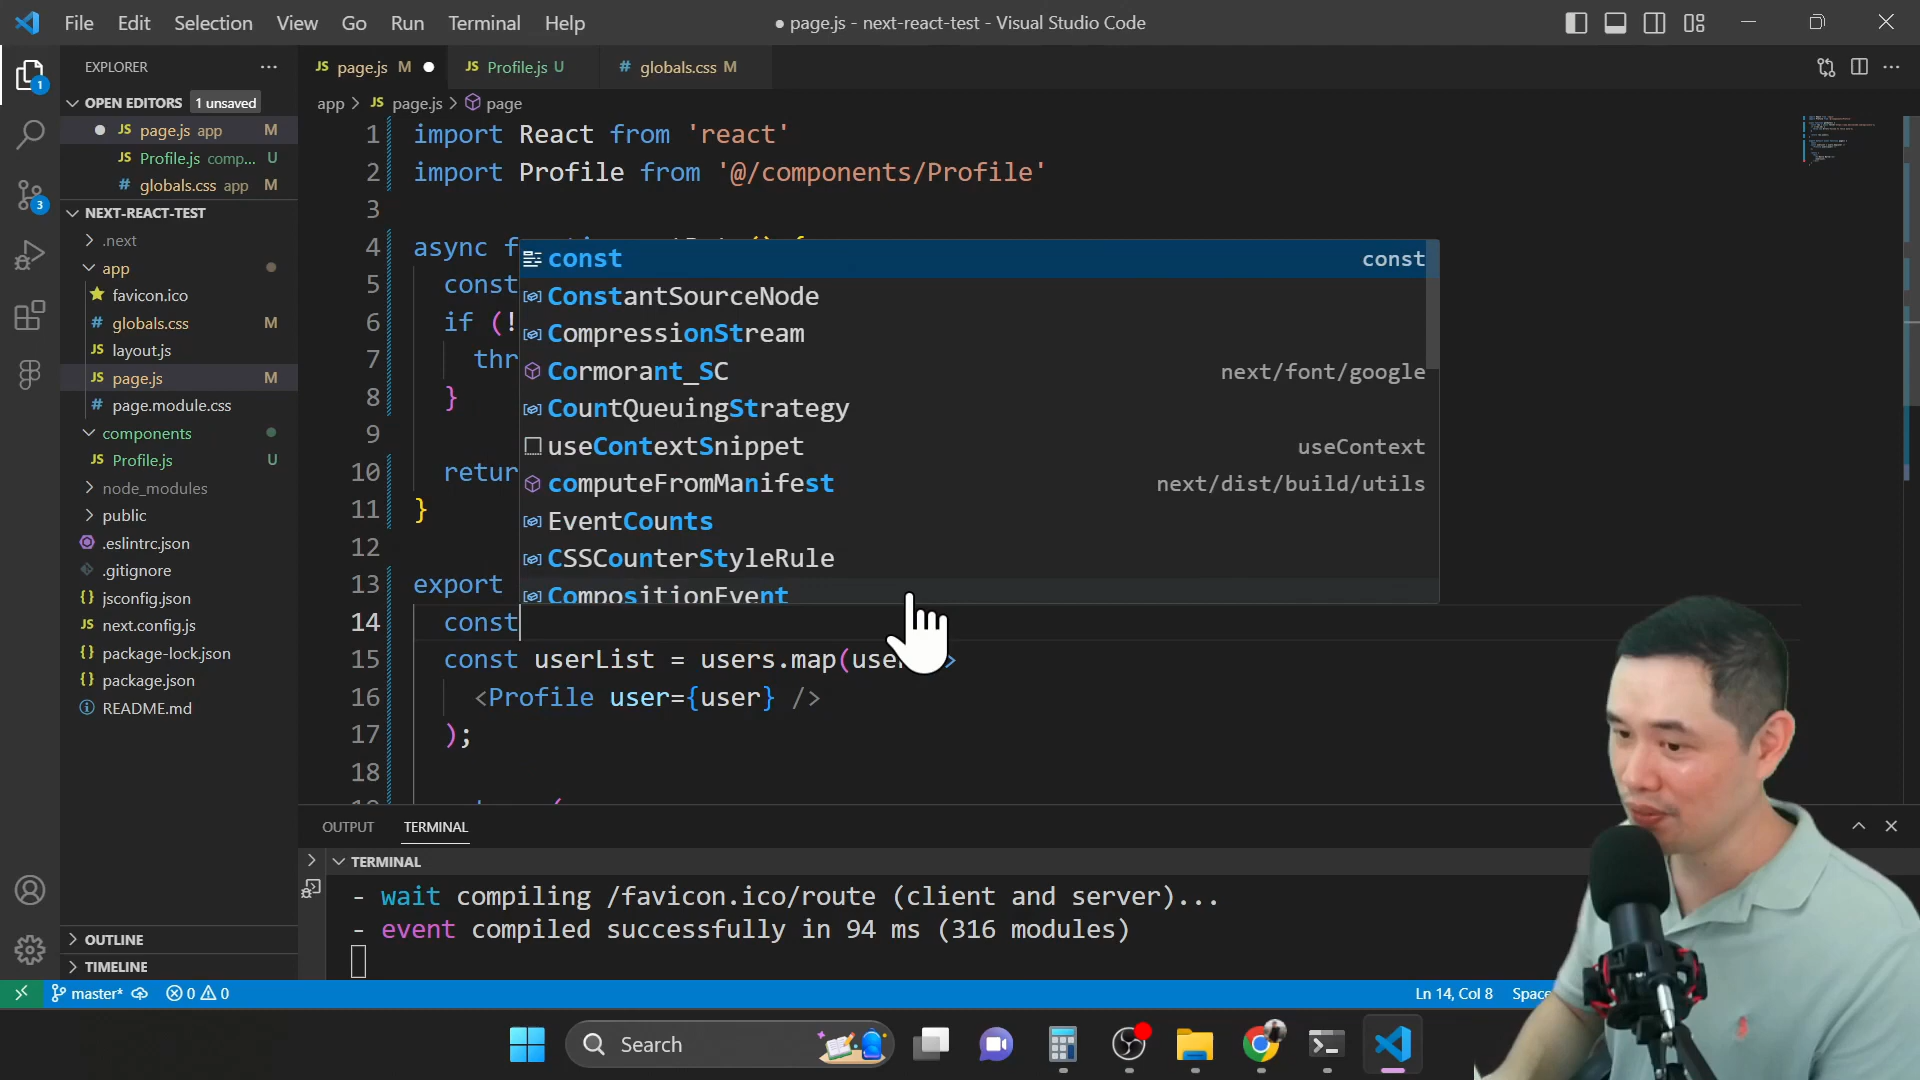 File Edit Selection View Go Run Terminal Help
● page.js - next-react-test - Visual Studio Code
EXPLORER
OPEN EDITORS 1 unsaved
JS page.js app M
JS Profile.js comp... U
# globals.css app M
NEXT-REACT-TEST
.next
app
favicon.ico
# globals.css M
JS layout.js
JS page.js M
# page.module.css
components
JS Profile.js U
node_modules
public
.eslintrc.json
.gitignore
{} jsconfig.json
JS next.config.js
{} package-lock.json
{} package.json
README.md
OUTLINE
TIMELINE
JS page.js M ● JS Profile.js U # globals.css M
app > JS page.js > page
1 import React from 'react'
2 import Profile from '@/components/Profile'
3
4 async f
5 const
6 if (!
7 thr
8 }
9
10 retur
11 }
12
13 export
14 const
15 const userList = users.map(use
16 <Profile user={user} />
17 );
18
const const
ConstantSourceNode
CompressionStream
Cormorant_SC next/font/google
CountQueuingStrategy
useContextSnippet useContext
computeFromManifest next/dist/build/utils
EventCounts
CSSCounterStyleRule
CompositionEvent
OUTPUT TERMINAL
TERMINAL
- wait compiling /favicon.ico/route (client and server)...
- event compiled successfully in 94 ms (316 modules)
master* 0 0 Ln 14, Col 8
Search
1
3